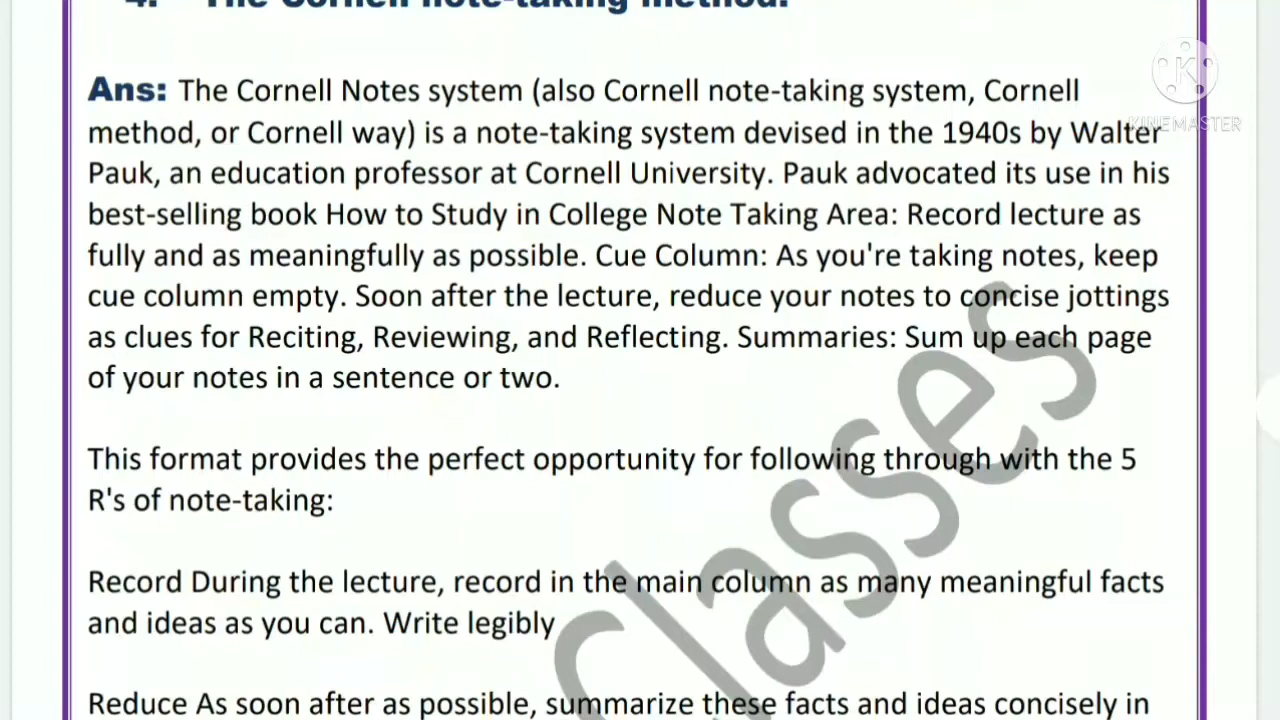 4. The Cornell note-taking method.
Ans: The Cornell Notes system (also Cornell note-taking system, Cornell
method, or Cornell way) is a note-taking system devised in the 1940s by Walter
Pauk, an education professor at Cornell University. Pauk advocated its use in his
best-selling book How to Study in College Note Taking Area: Record lecture as
fully and as meaningfully as possible. Cue Column: As you're taking notes, keep
cue column empty. Soon after the lecture, reduce your notes to concise jottings
as clues for Reciting, Reviewing, and Reflecting. Summaries: Sum up each page
of your notes in a sentence or two.
This format provides the perfect opportunity for following through with the 5
R's of note-taking:
Record During the lecture, record in the main column as many meaningful facts
and ideas as you can. Write legibly
Reduce As soon after as possible, summarize these facts and ideas concisely in
Classes
K
KINEMASTER